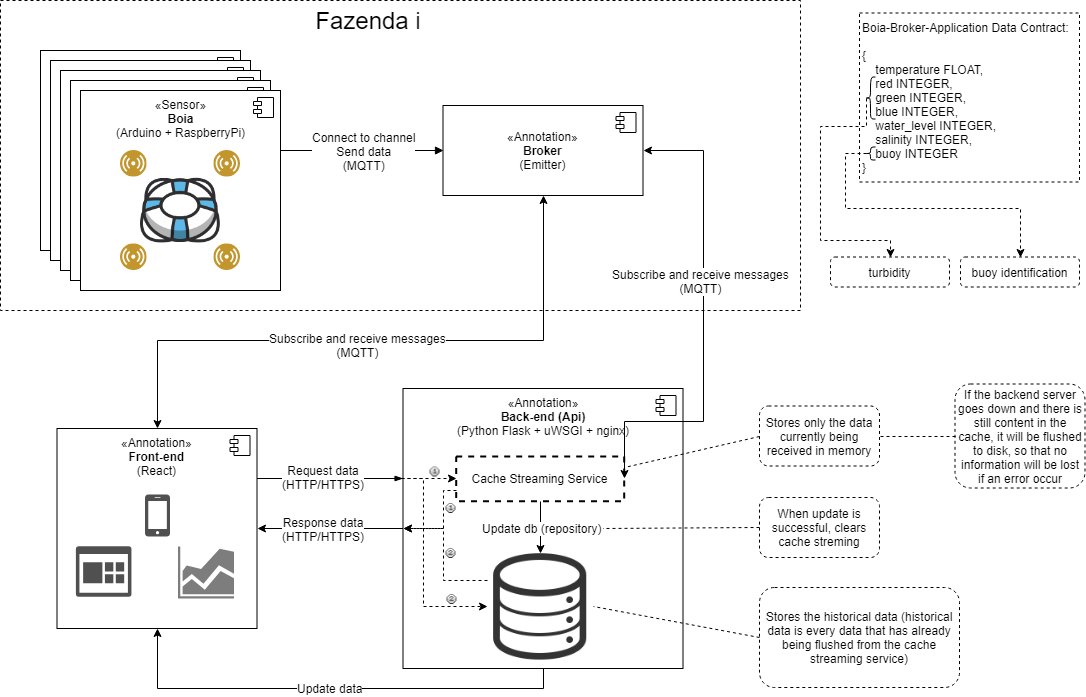 Fazenda i
«Sensor»
Boia
(Arduino + RaspberryPi)
Connect to channel
Send data
(MQTT)
«Annotation»
Broker
(Emitter)
Boia-Broker-Application Data Contract:
{
temperature FLOAT,
red INTEGER,
green INTEGER,
blue INTEGER,
water_level INTEGER,
salinity INTEGER,
buoy INTEGER
}
turbidity
buoy identification
Subscribe and receive messages
(MQTT)
Subscribe and receive messages
(MQTT)
«Annotation»
Front-end
(React)
Request data
(HTTP/HTTPS)
Response data
(HTTP/HTTPS)
«Annotation»
Back-end (Api)
(Python Flask + uWSGI + nginx)
1
Cache Streaming Service
1
Update db (repository)
2
2
Stores only the data
currently being
received in memory
If the backend server
goes down and there is
still content in the
cache, it will be flushed
to disk, so that no
information will be lost
if an error occur
When update is
successful, clears
cache streming
Stores the historical data (historical
data is every data that has already
being flushed from the cache
streaming service)
Update data